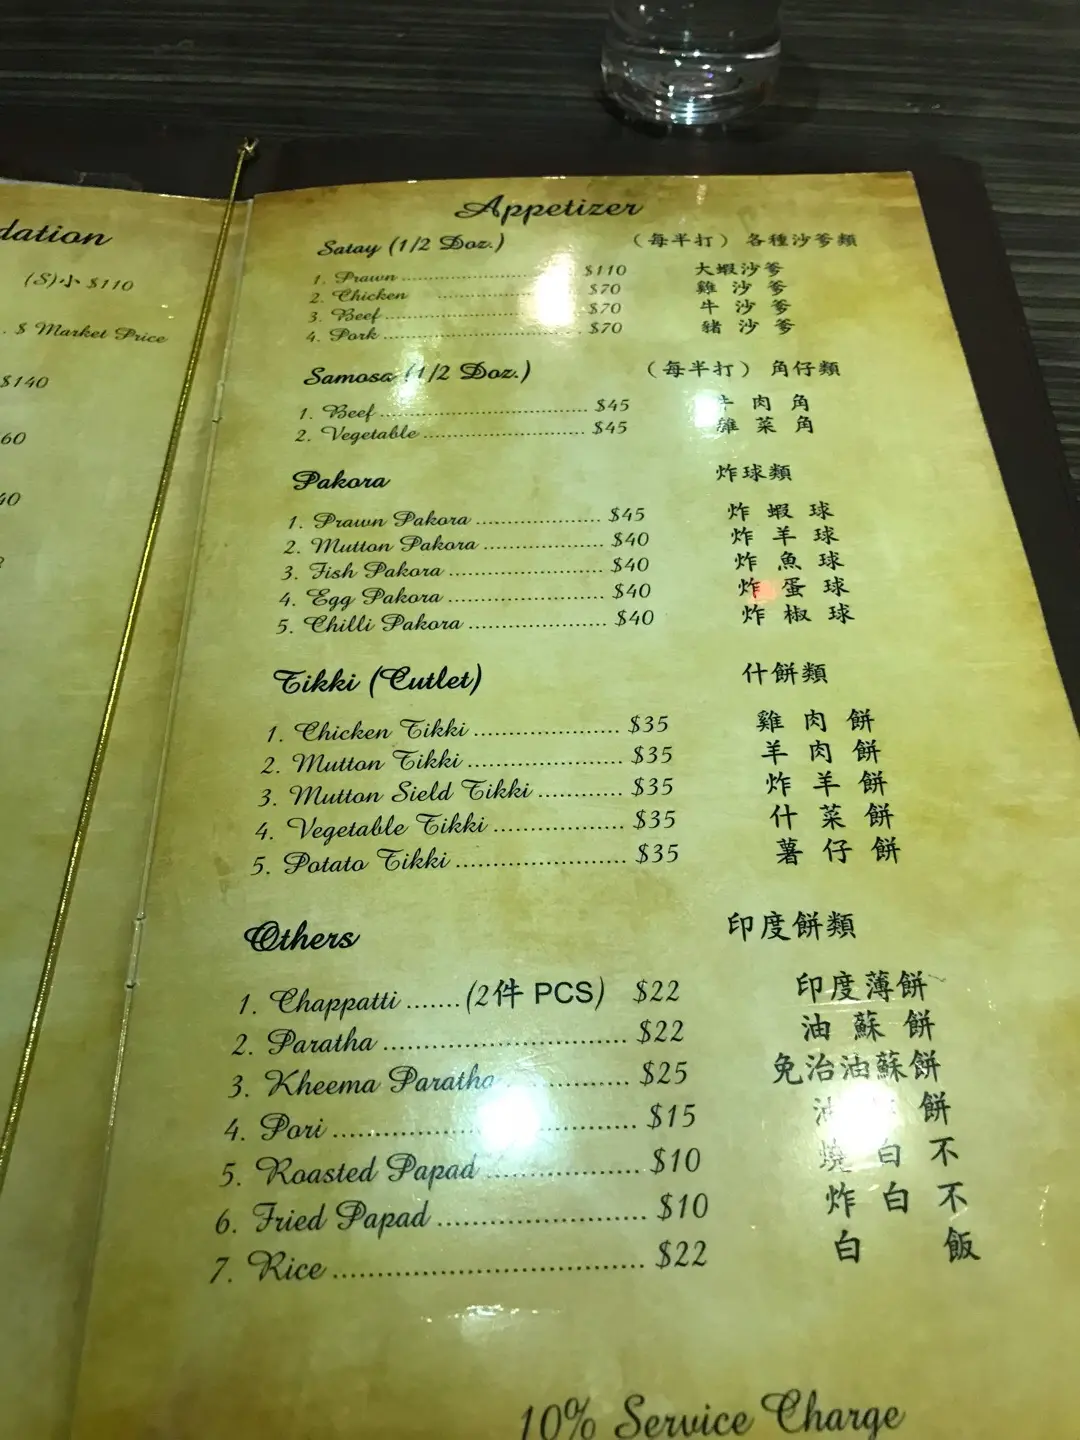 dation
(S)小 $110
. $ Market Price
$140
60
40
Appetizer
Satay (1/2 Doz.) （每半打） 各種沙爹類
1. Prawn ........................ $110 大蝦沙爹
2. Chicken ........................ $70 雞沙爹
3. Beef ........................ $70 牛沙爹
4. Pork ........................ $70 豬沙爹
Samosa (1/2 Doz.) （每半打） 角仔類
1. Beef ........................ $45 牛肉角
2. Vegetable ........................ $45 雜菜角
Pakora 炸球類
1. Prawn Pakora .................... $45 炸蝦球
2. Mutton Pakora .................... $40 炸羊球
3. Fish Pakora ........................ $40 炸魚球
4. Egg Pakora ........................ $40 炸蛋球
5. Chilli Pakora ...................... $40 炸椒球
Tikki (Cutlet) 什餅類
1. Chicken Tikki ...................... $35 雞肉餅
2. Mutton Tikki ........................ $35 羊肉餅
3. Mutton Sield Tikki ............ $35 炸羊餅
4. Vegetable Tikki .................... $35 什菜餅
5. Potato Tikki ........................ $35 薯仔餅
Others 印度餅類
1. Chappatti .......(2件 PCS) $22 印度薄餅
2. Paratha ................................ $22 油蘇餅
3. Kheema Paratha ................ $25 免治油蘇餅
4. Pori ...................................... $15 油 餅
5. Roasted Papad .................... $10 燒白不
6. Fried Papad ........................ $10 炸白不
7. Rice ...................................... $22 白飯
10% Service Charge